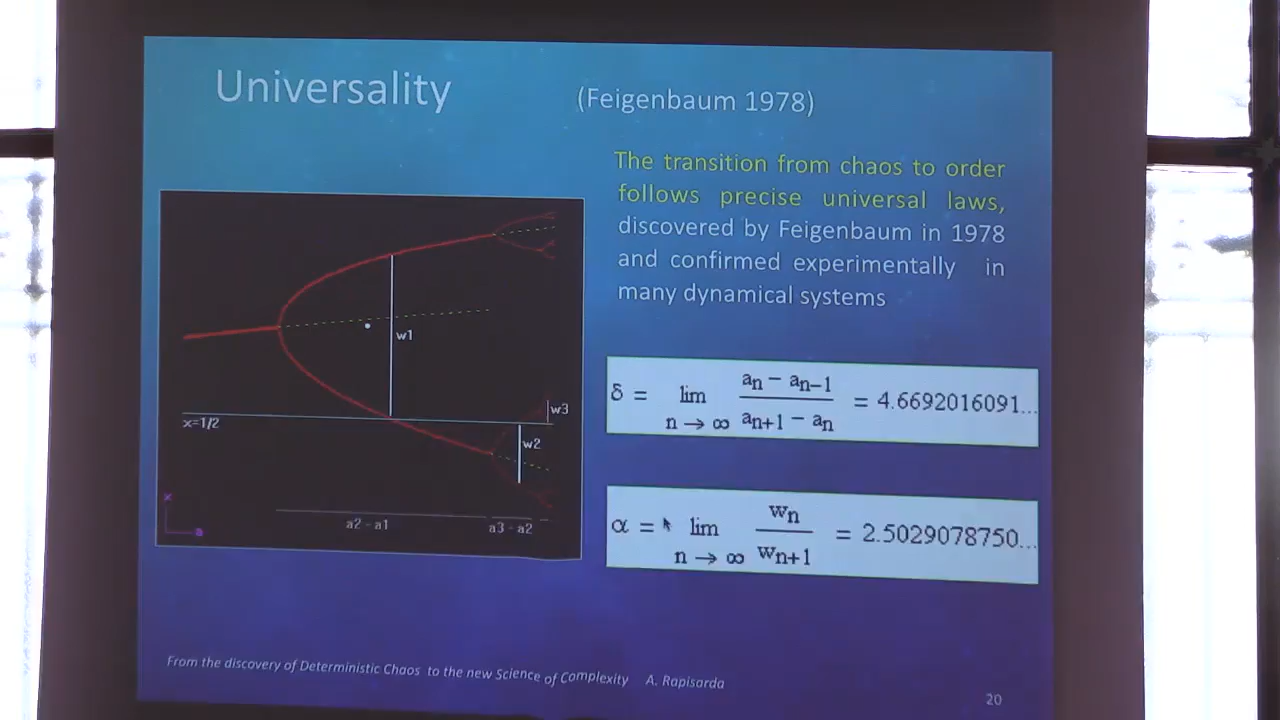 Universality (Feigenbaum 1978)
The transition from chaos to order
follows precise universal laws,
discovered by Feigenbaum in 1978
and confirmed experimentally in
many dynamical systems
w1
x=1/2
w3
w2
x
a
a2 - a1
a3 - a2
δ = lim n → ∞ (an − an−1) / (an+1 − an) = 4.6692016091...
α = lim n → ∞ wn / wn+1 = 2.5029078750...
From the discovery of Deterministic Chaos to the new Science of Complexity A. Rapisarda
20